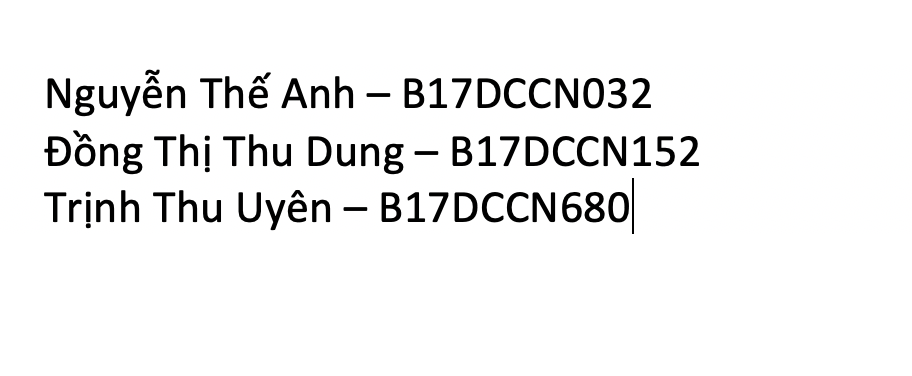 Nguyễn Thế Anh – B17DCCN032
Đồng Thị Thu Dung – B17DCCN152
Trịnh Thu Uyên – B17DCCN680